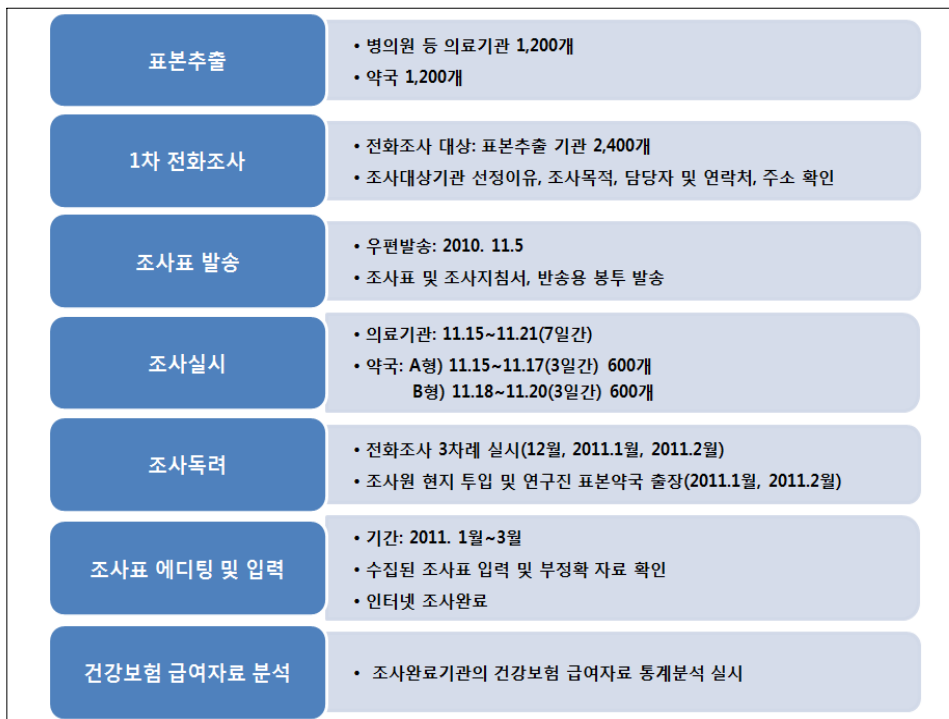 표본추출
• 병의원 등 의료기관 1,200개
• 약국 1,200개
1차 전화조사
• 전화조사 대상: 표본추출 기관 2,400개
• 조사대상기관 선정이유, 조사목적, 담당자 및 연락처, 주소 확인
조사표 발송
• 우편발송: 2010. 11.5
• 조사표 및 조사지침서, 반송용 봉투 발송
조사실시
• 의료기관: 11.15~11.21(7일간)
• 약국: A형) 11.15~11.17(3일간) 600개
B형) 11.18~11.20(3일간) 600개
조사독려
• 전화조사 3차례 실시(12월, 2011.1월, 2011.2월)
• 조사원 현지 투입 및 연구진 표본약국 출장(2011.1월, 2011.2월)
조사표 에디팅 및 입력
• 기간: 2011. 1월~3월
• 수집된 조사표 입력 및 부정확 자료 확인
• 인터넷 조사완료
건강보험 급여자료 분석
• 조사완료기관의 건강보험 급여자료 통계분석 실시